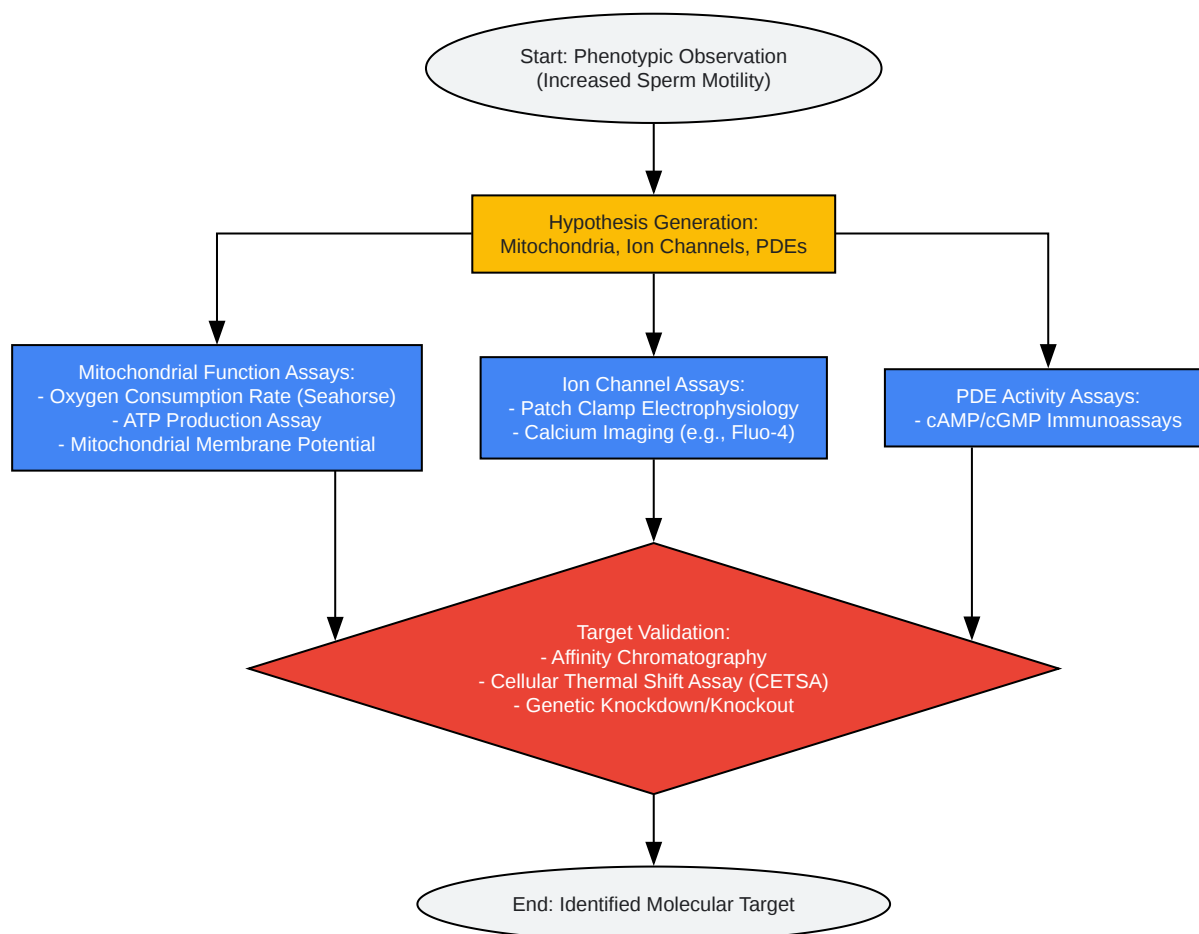 Start: Phenotypic Observation
(Increased Sperm Motility)
Hypothesis Generation:
Mitochondria, Ion Channels, PDEs
Mitochondrial Function Assays:
- Oxygen Consumption Rate (Seahorse)
- ATP Production Assay
- Mitochondrial Membrane Potential
Ion Channel Assays:
- Patch Clamp Electrophysiology
- Calcium Imaging (e.g., Fluo-4)
PDE Activity Assays:
- cAMP/cGMP Immunoassays
Target Validation:
- Affinity Chromatography
- Cellular Thermal Shift Assay (CETSA)
- Genetic Knockdown/Knockout
End: Identified Molecular Target